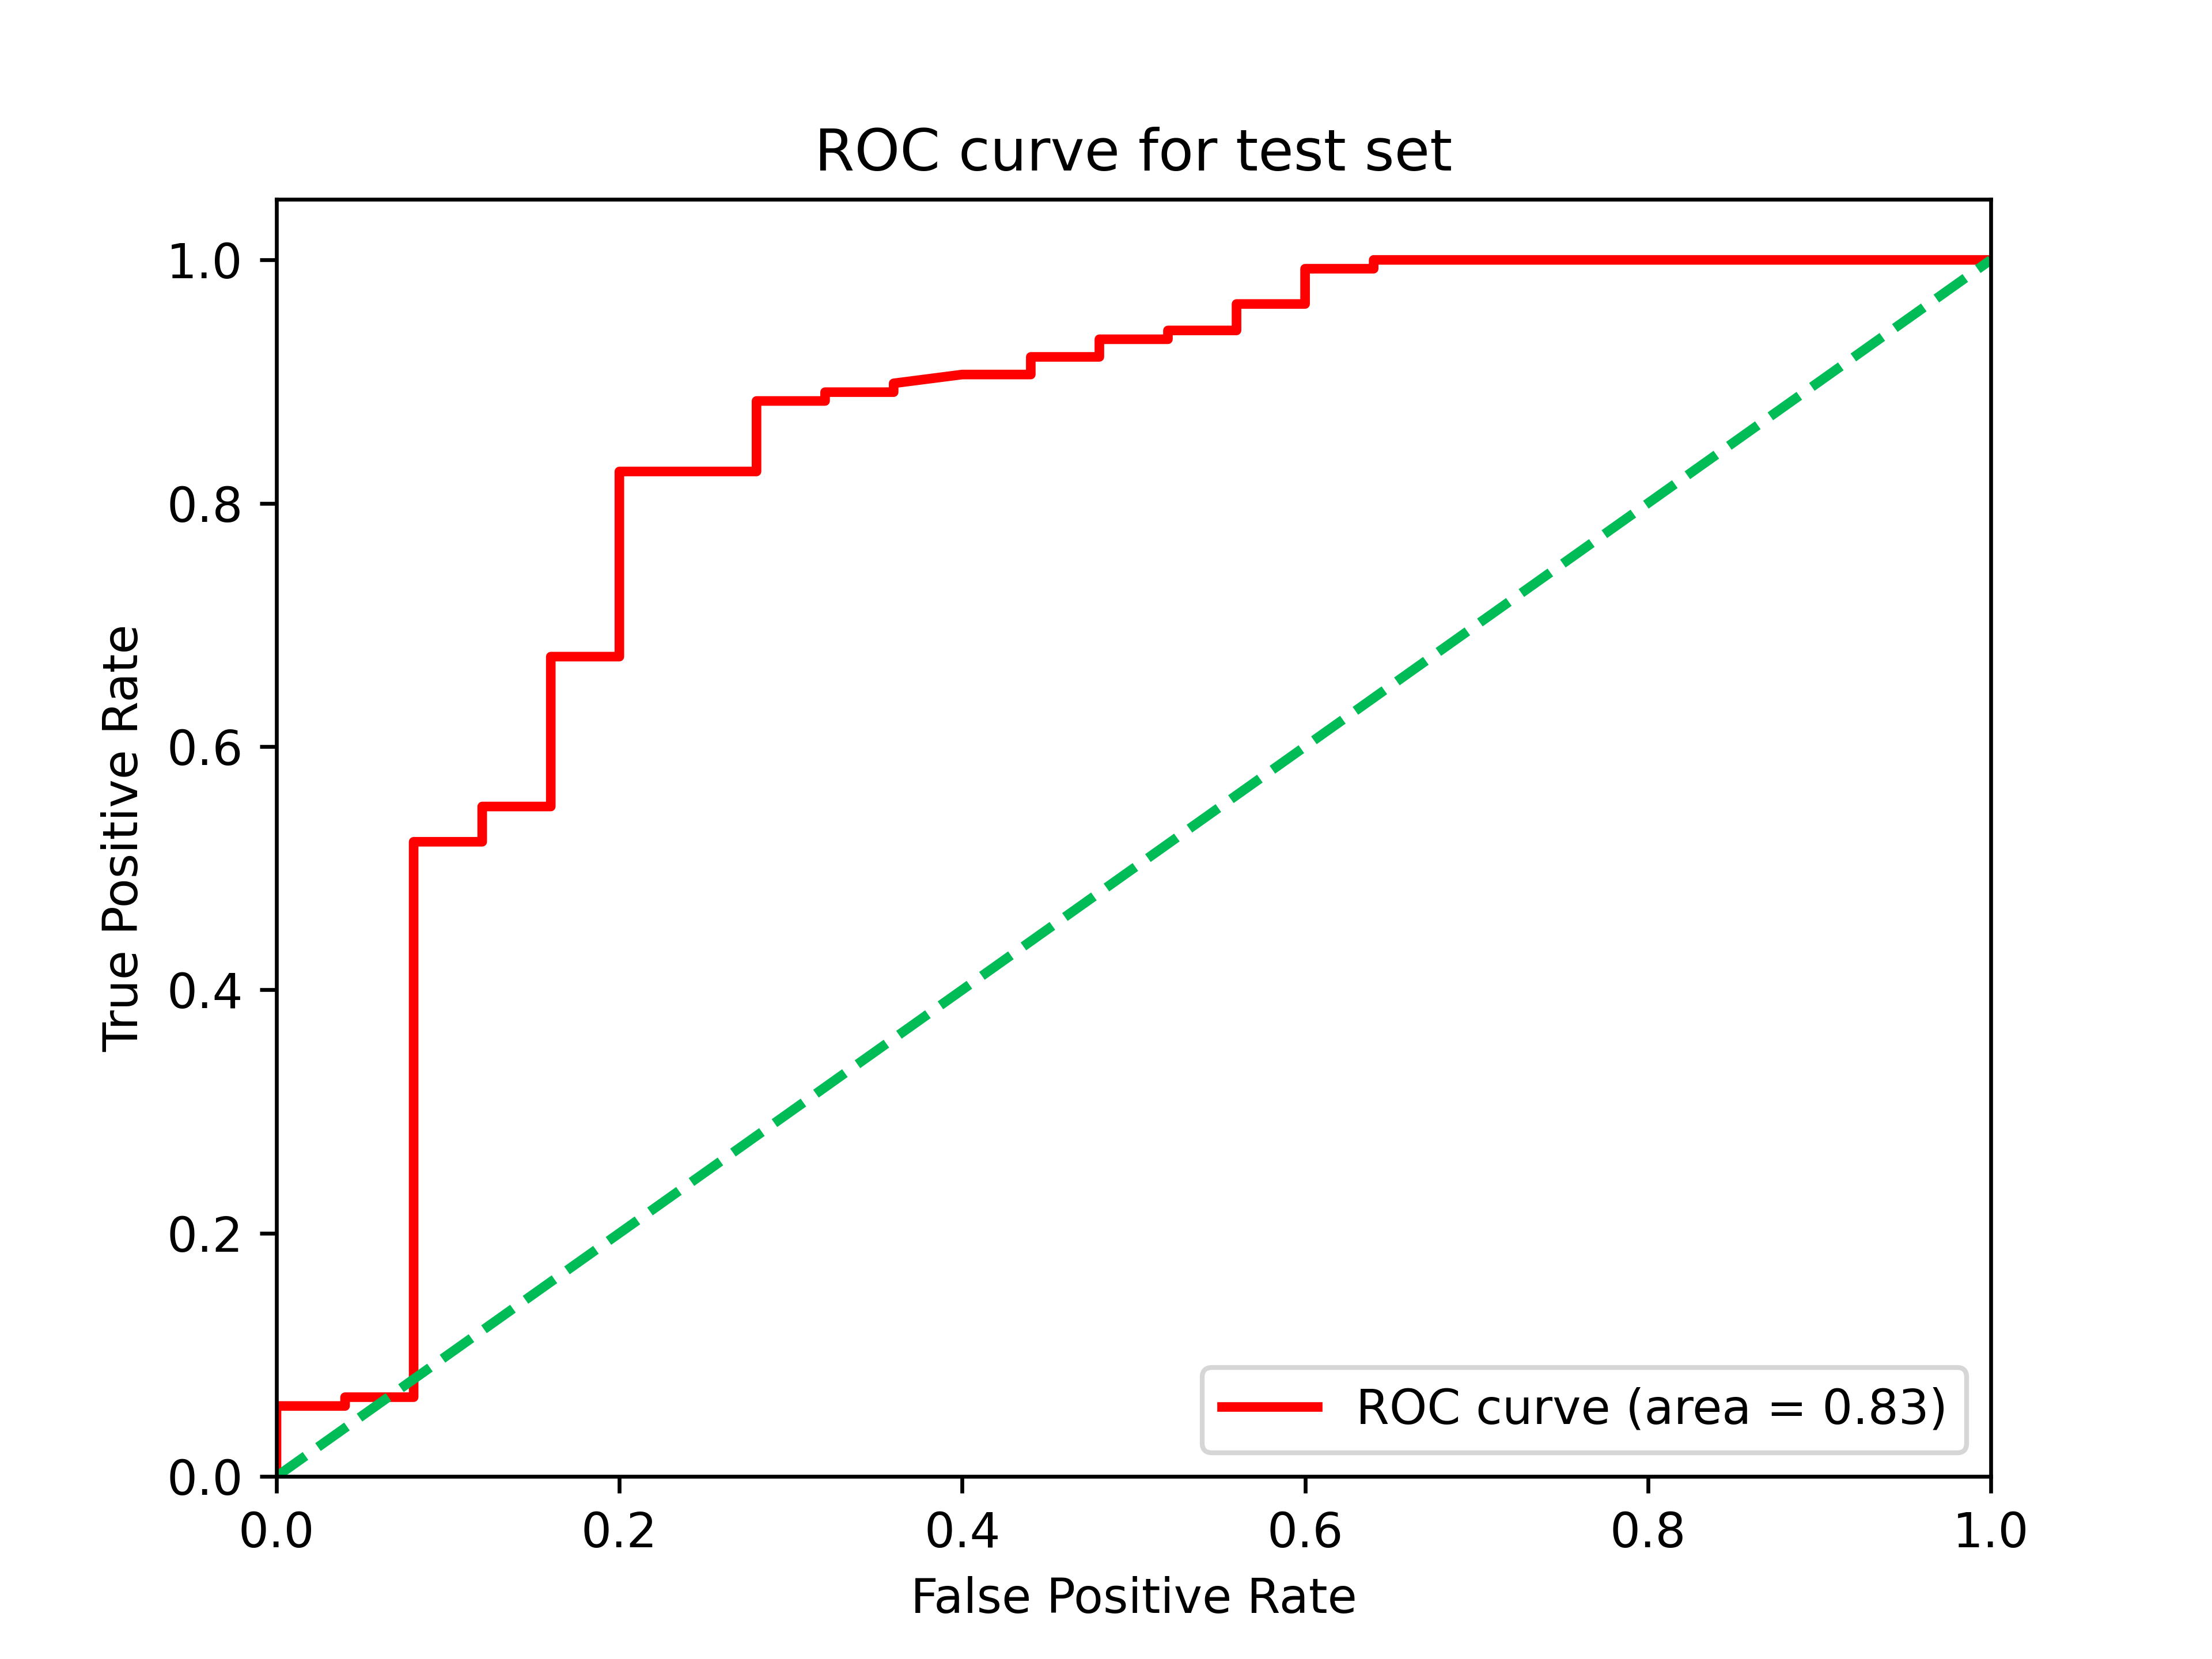 ROC curve for test set
True Positive Rate
1.0
0.8
0.6
0.4
0.2
0.0
0.0 0.2 0.4 0.6 0.8 1.0
False Positive Rate
ROC curve (area = 0.83)